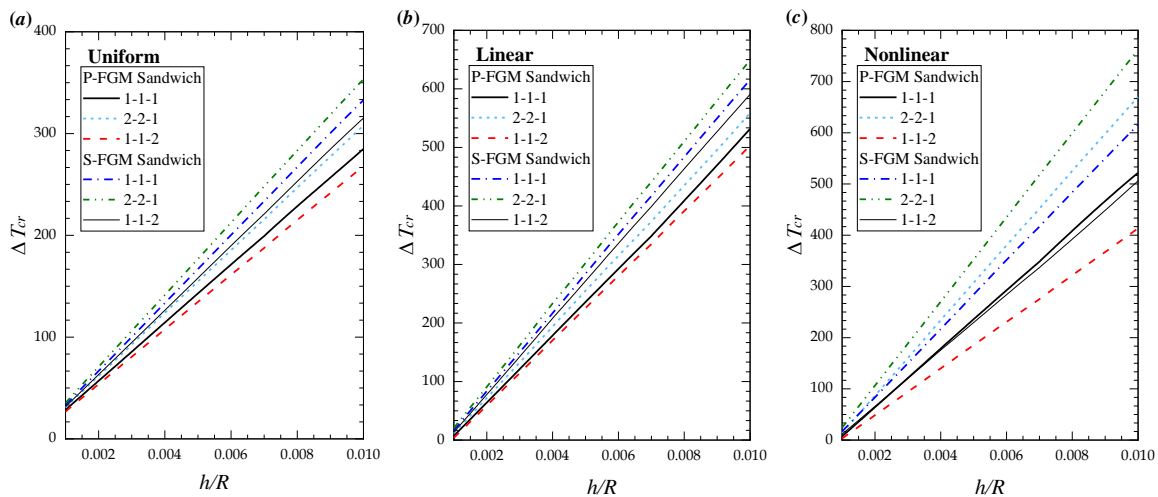 (a)
400
300
200
100
0
ΔTcr
Uniform
P-FGM Sandwich
1-1-1
2-2-1
1-1-2
S-FGM Sandwich
1-1-1
2-2-1
1-1-2
0.002 0.004 0.006 0.008 0.010
h/R
(b)
700
600
500
400
300
200
100
0
ΔTcr
Linear
P-FGM Sandwich
1-1-1
2-2-1
1-1-2
S-FGM Sandwich
1-1-1
2-2-1
1-1-2
0.002 0.004 0.006 0.008 0.010
h/R
(c)
800
700
600
500
400
300
200
100
0
ΔTcr
Nonlinear
P-FGM Sandwich
1-1-1
2-2-1
1-1-2
S-FGM Sandwich
1-1-1
2-2-1
1-1-2
0.002 0.004 0.006 0.008 0.010
h/R